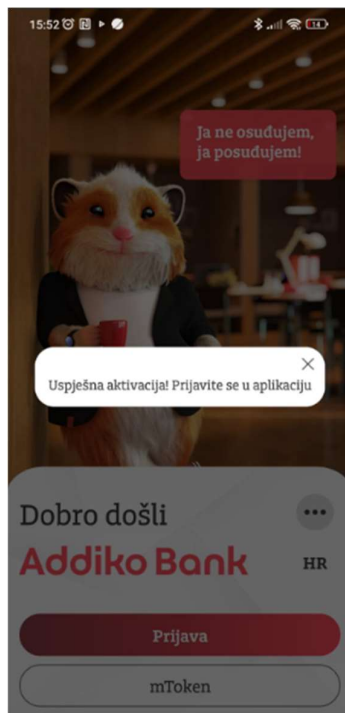 15:52
14
Ja ne osuđujem,
ja posuđujem!
Uspješna aktivacija! Prijavite se u aplikaciju
Dobro došli
Addiko Bank
HR
Prijava
mToken